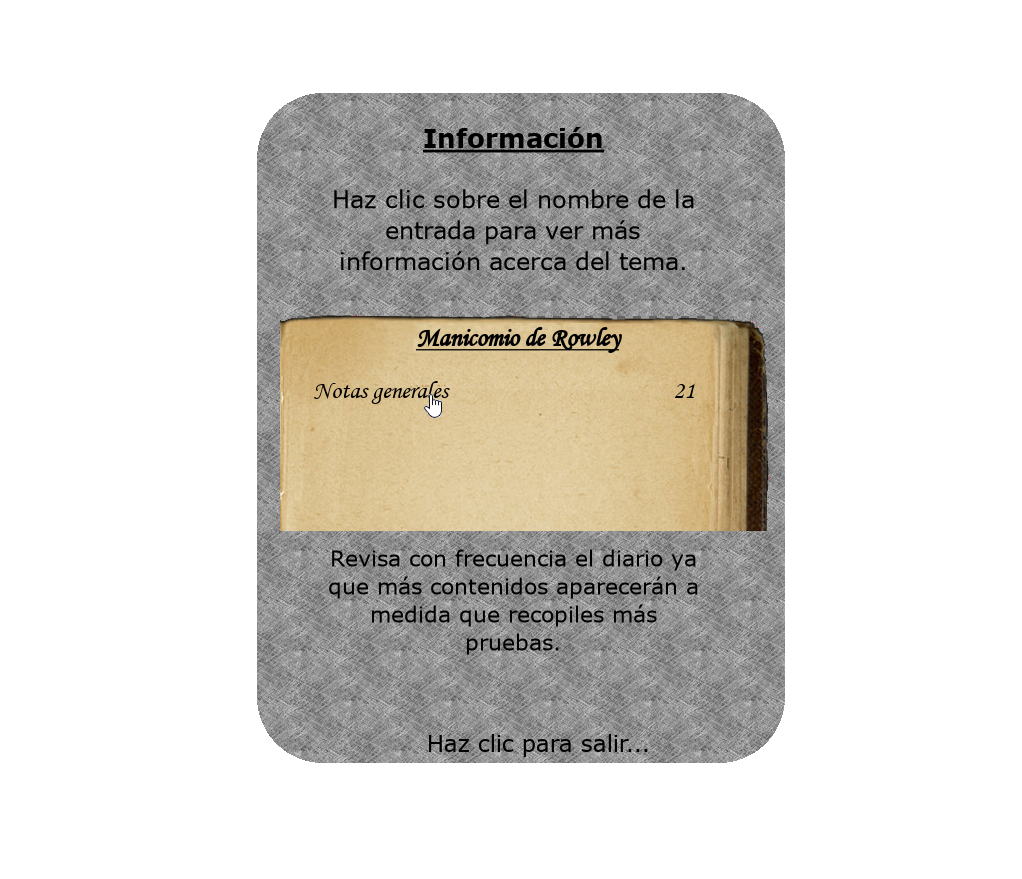 Información
Haz clic sobre el nombre de la
entrada para ver más
información acerca del tema.
Manicomio de Rowley
Notas generales 21
Revisa con frecuencia el diario ya
que más contenidos aparecerán a
medida que recopiles más
pruebas.
Haz clic para salir...